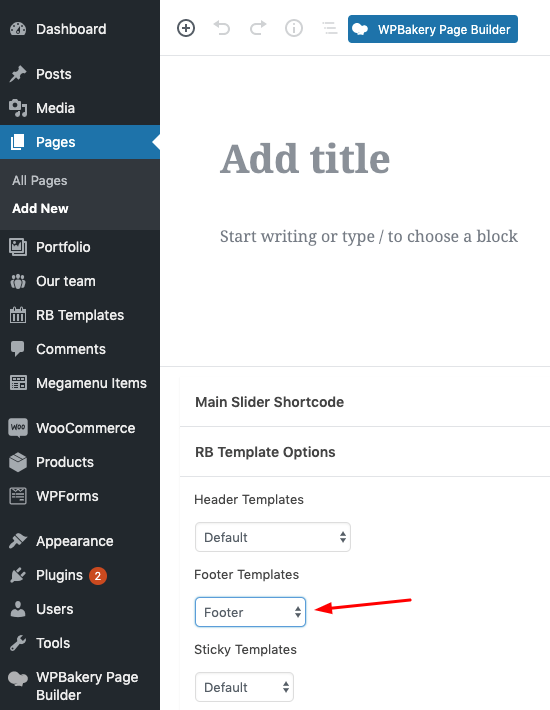 Dashboard
Posts
Media
Pages
All Pages
Add New
Portfolio
Our team
RB Templates
Comments
Megamenu Items
WooCommerce
Products
WPForms
Appearance
Plugins 2
Users
Tools
WPBakery Page
Builder
WPBakery Page Builder
Add title
Start writing or type / to choose a block
Main Slider Shortcode
RB Template Options
Header Templates
Default
Footer Templates
Footer
Sticky Templates
Default